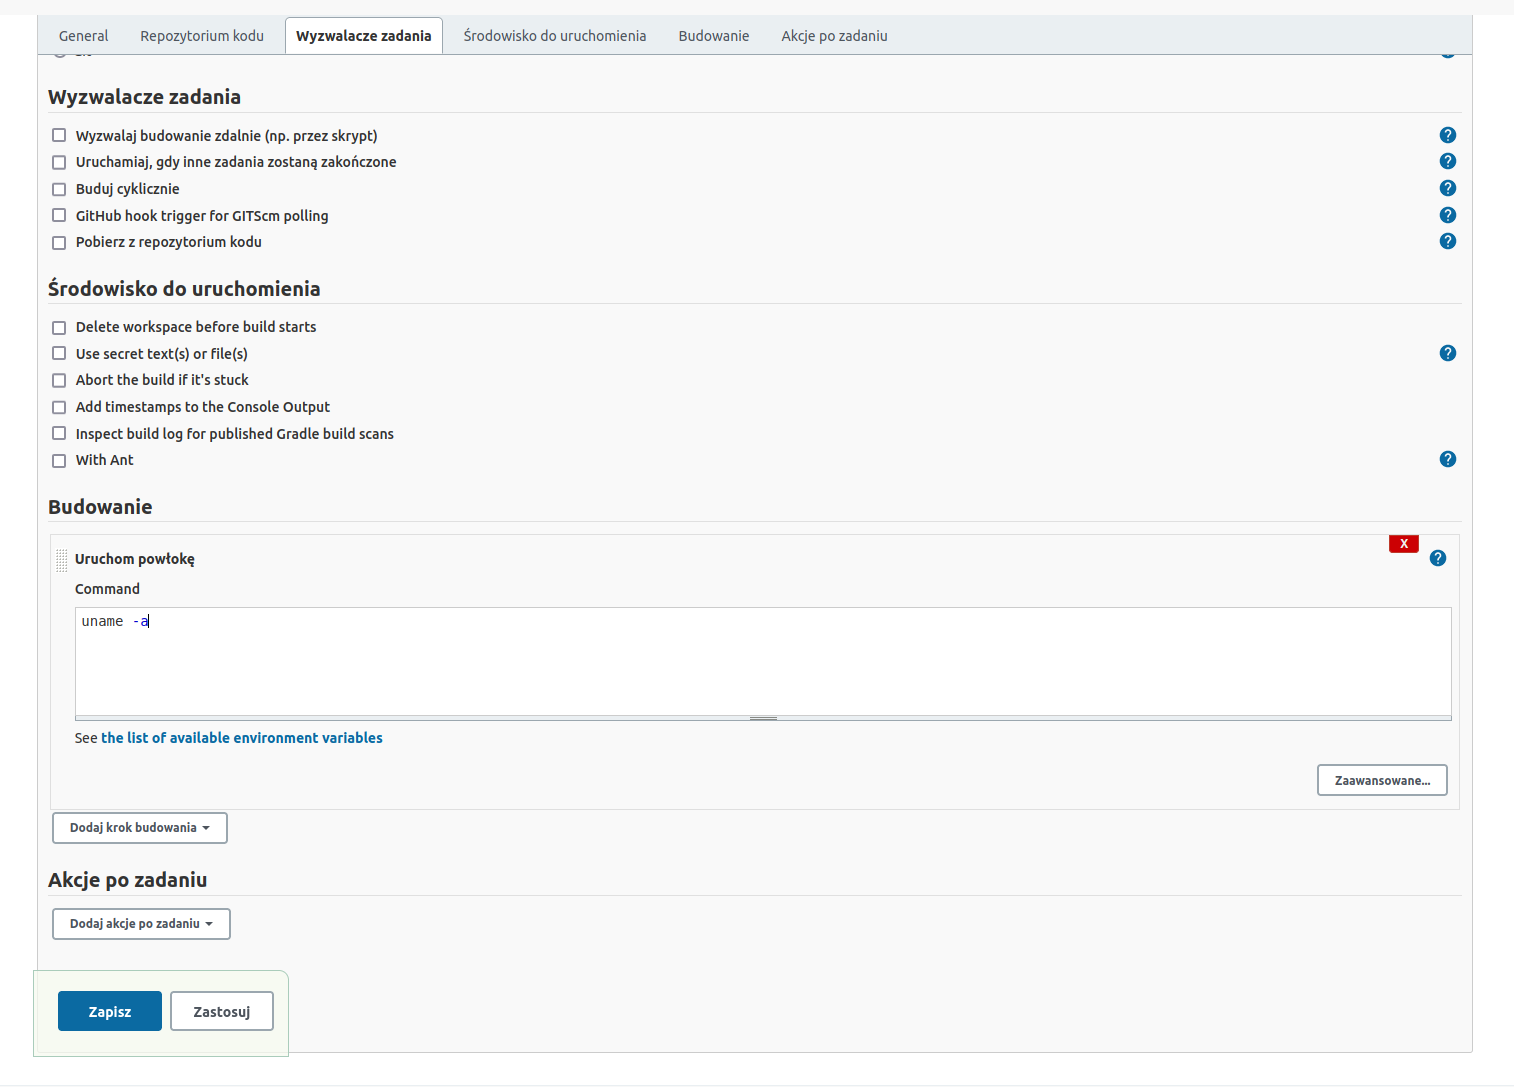 General Repozytorium kodu Wyzwalacze zadania Środowisko do uruchomienia Budowanie Akcje po zadaniu
Wyzwalacze zadania
Wyzwalaj budowanie zdalnie (np. przez skrypt) ?
Uruchamiaj, gdy inne zadania zostaną zakończone ?
Buduj cyklicznie ?
GitHub hook trigger for GITScm polling ?
Pobierz z repozytorium kodu ?
Środowisko do uruchomienia
Delete workspace before build starts
Use secret text(s) or file(s) ?
Abort the build if it's stuck
Add timestamps to the Console Output
Inspect build log for published Gradle build scans
With Ant ?
Budowanie
X
Uruchom powłokę ?
Command
uname -a
See the list of available environment variables
Zaawansowane...
Dodaj krok budowania
Akcje po zadaniu
Dodaj akcje po zadaniu
Zapisz Zastosuj